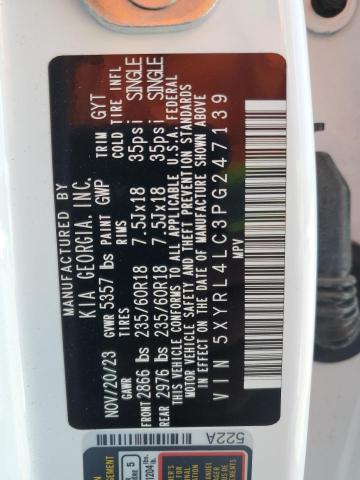 MANUFACTURED BY
KIA GEORGIA, INC.
NOV/20/23 GVWR 5357 lbs PAINT GWP TRIM GYT
GAWR TIRES RIMS COLD TIRE INFL
FRONT 2866 lbs 235/60R18 7.5Jx18 35psi SINGLE
REAR 2976 lbs 235/60R18 7.5Jx18 35psi SINGLE
THIS VEHICLE CONFORMS TO ALL APPLICABLE U.S.A. FEDERAL
MOTOR VEHICLE SAFETY AND THEFT PREVENTION STANDARDS
IN EFFECT ON THE DATE OF MANUFACTURE SHOWN ABOVE
VIN 5XYRL4LC3PG247139
MPV
522A